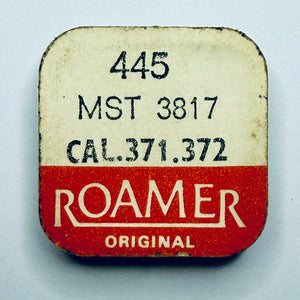 445
MST 3817
CAL.371.372
ROAMER
ORIGINAL